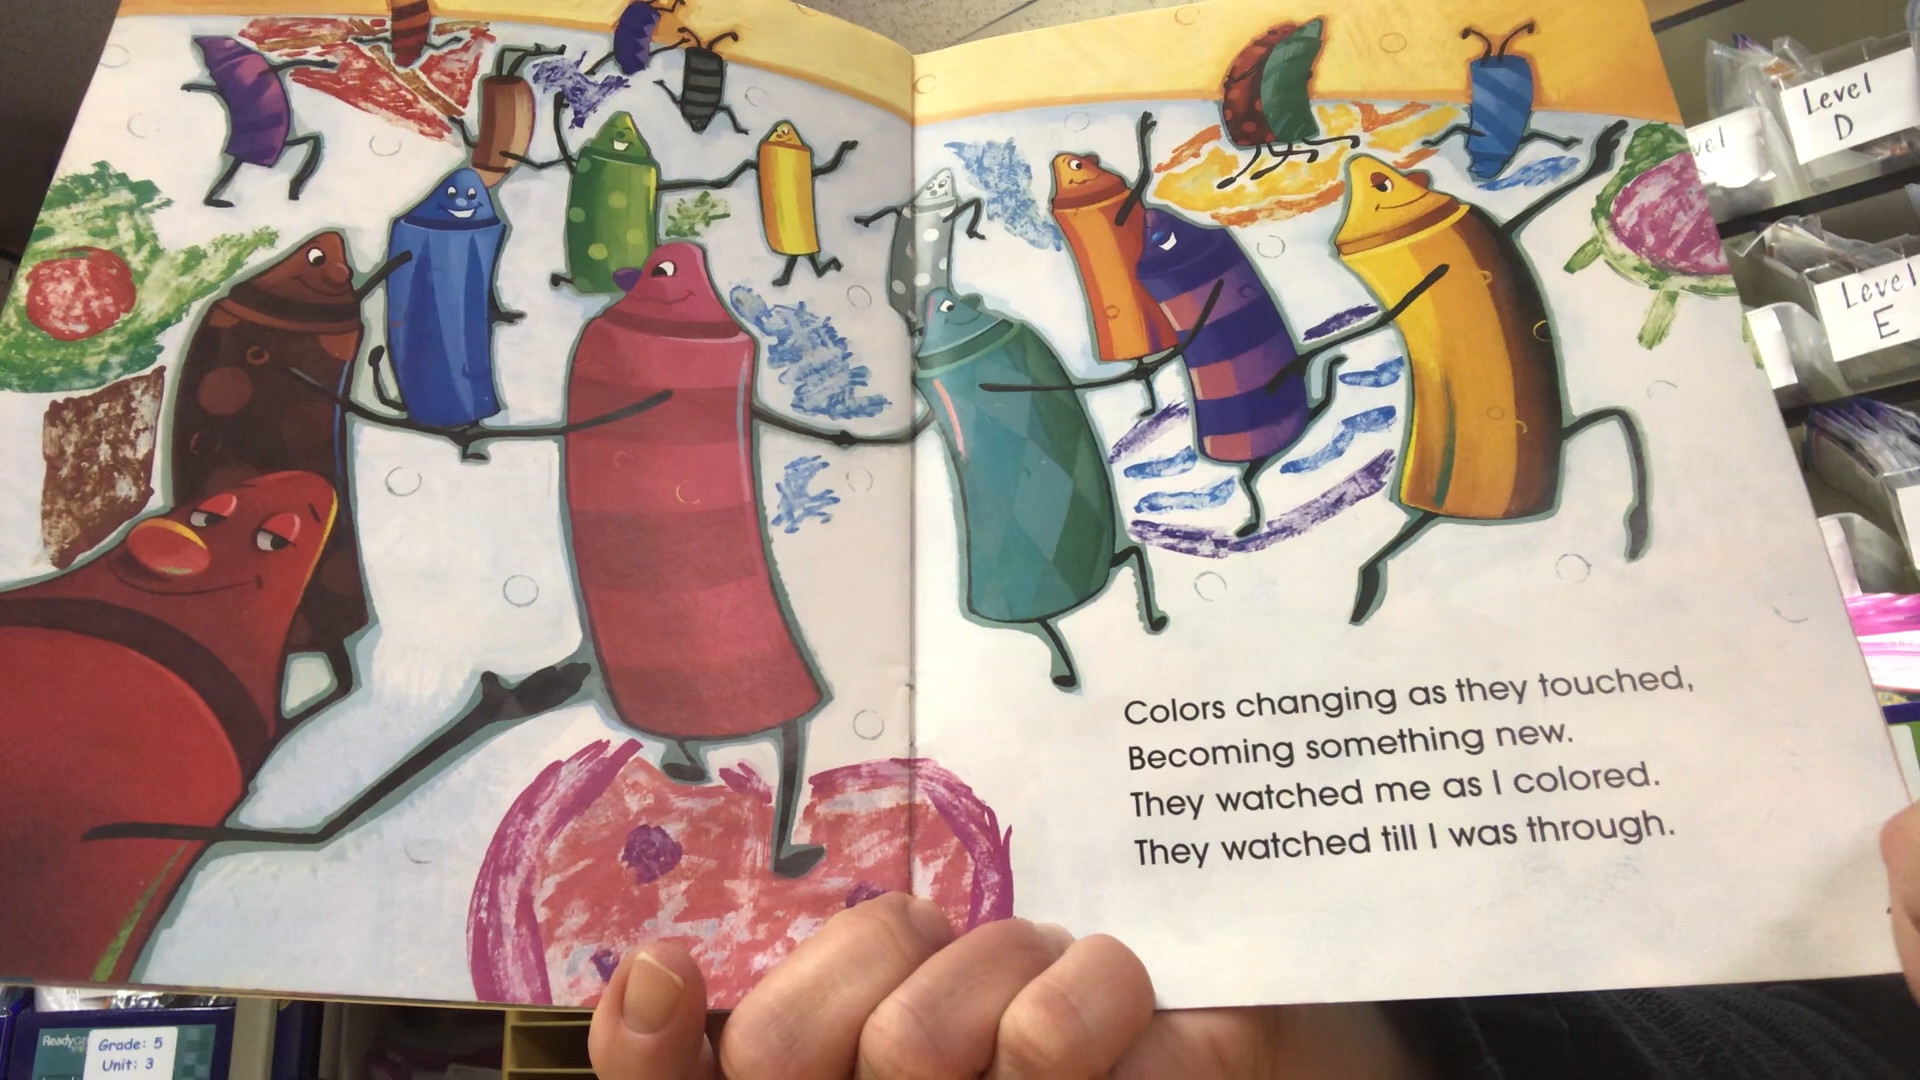 Level
D
vel
Level
E
Colors changing as they touched,
Becoming something new.
They watched me as I colored.
They watched till I was through.
Grade: 5
Unit: 3